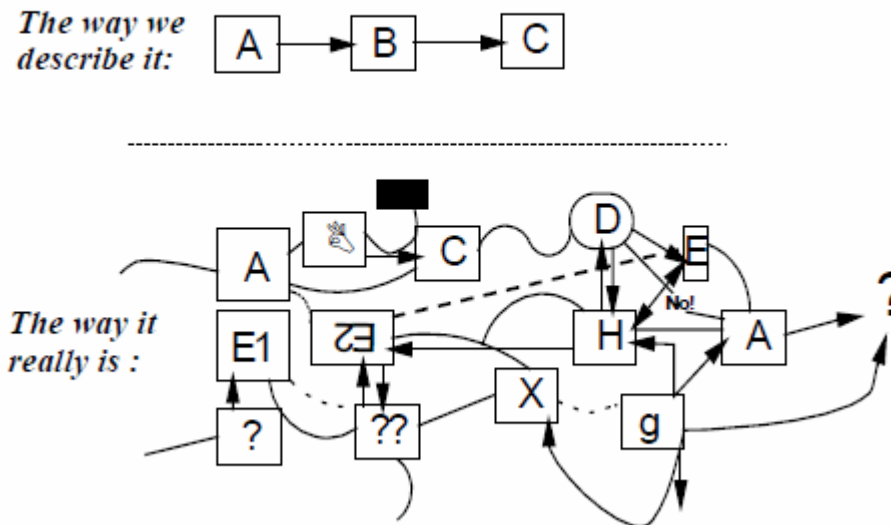 The way we
describe it:
A
B
C
D
E
C
A
No!
The way it
really is :
E1
E2
H
A
?
X
?
??
g